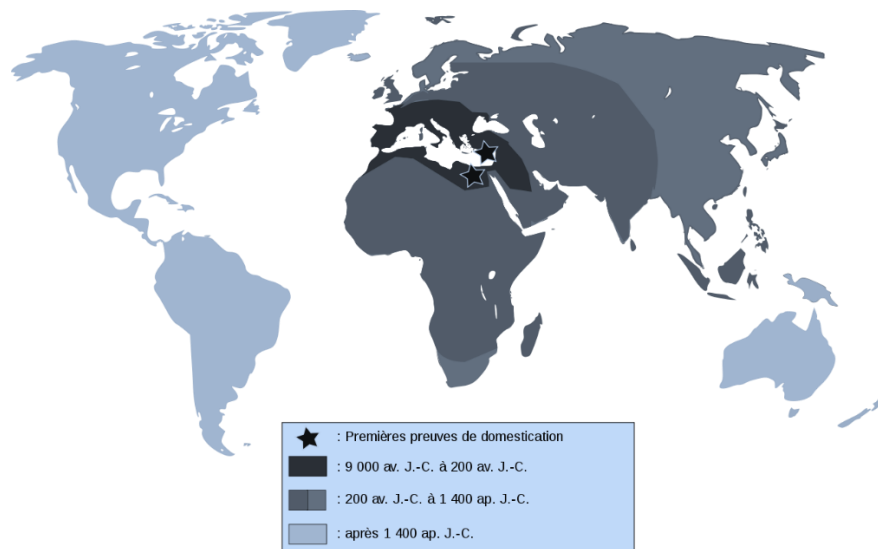 : Premières preuves de domestication
: 9 000 av. J.-C. à 200 av. J.-C.
: 200 av. J.-C. à 1 400 ap. J.-C.
: après 1 400 ap. J.-C.